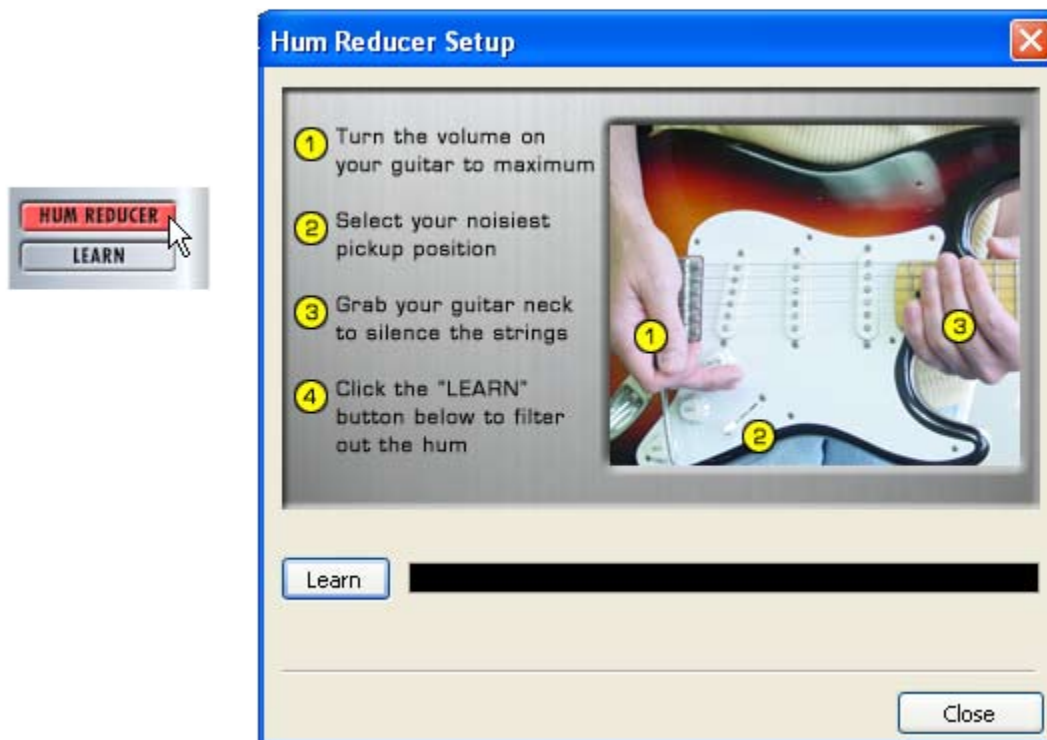 HUM REDUCER
LEARN
Hum Reducer Setup
1 Turn the volume on
your guitar to maximum
2 Select your noisiest
pickup position
3 Grab your guitar neck
to silence the strings
4 Click the "LEARN"
button below to filter
out the hum
1
3
2
Learn
Close